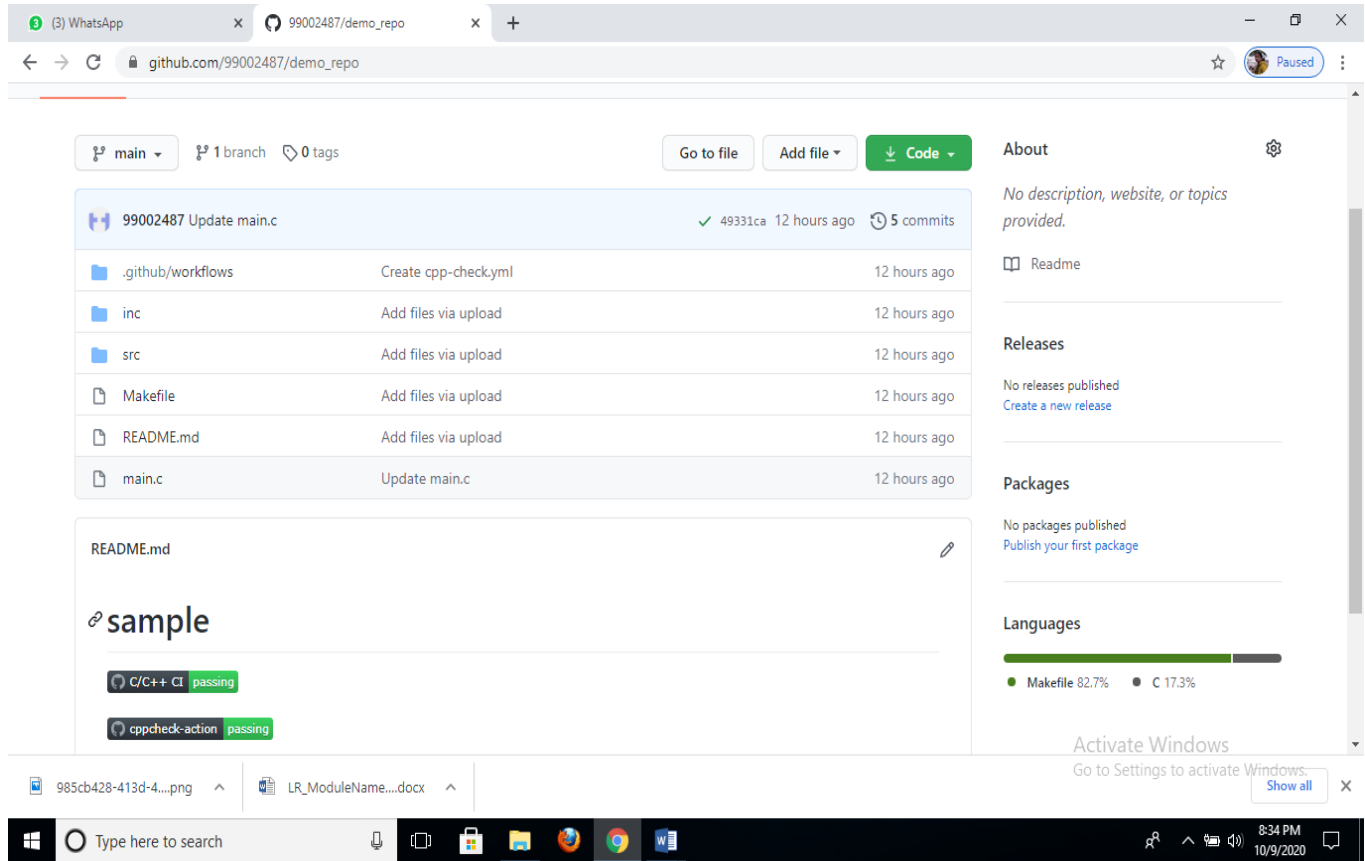 3 (3) WhatsApp
99002487/demo_repo
github.com/99002487/demo_repo
Paused
main 1 branch 0 tags
Go to file Add file Code
99002487 Update main.c 49331ca 12 hours ago 5 commits
.github/workflows Create cpp-check.yml 12 hours ago
inc Add files via upload 12 hours ago
src Add files via upload 12 hours ago
Makefile Add files via upload 12 hours ago
README.md Add files via upload 12 hours ago
main.c Update main.c 12 hours ago
README.md
sample
C/C++ CI passing
cppcheck-action passing
About
No description, website, or topics
provided.
Readme
Releases
No releases published
Create a new release
Packages
No packages published
Publish your first package
Languages
Makefile 82.7% C 17.3%
Activate Windows
Go to Settings to activate Windows.
985cb428-413d-4....png
LR_ModuleName....docx
Show all
Type here to search
8:34 PM
10/9/2020